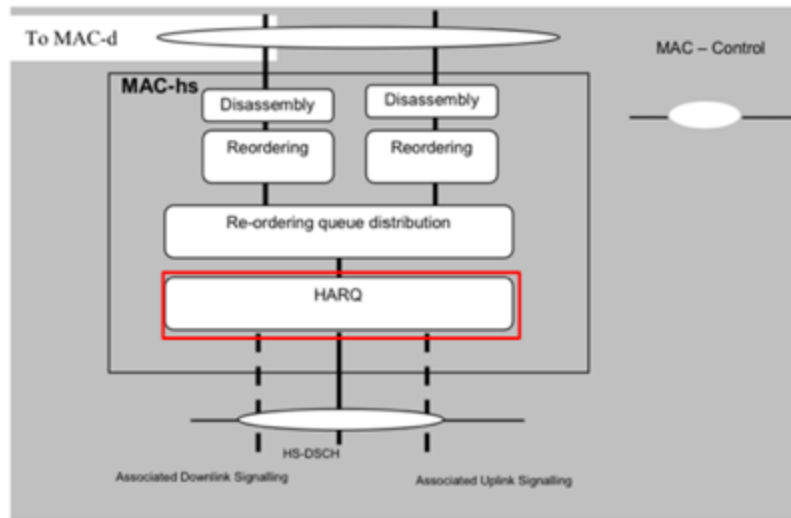 To MAC-d
MAC – Control
MAC-hs
Disassembly
Disassembly
Reordering
Reordering
Re-ordering queue distribution
HARQ
HS-DSCH
Associated Downlink Signalling
Associated Uplink Signalling